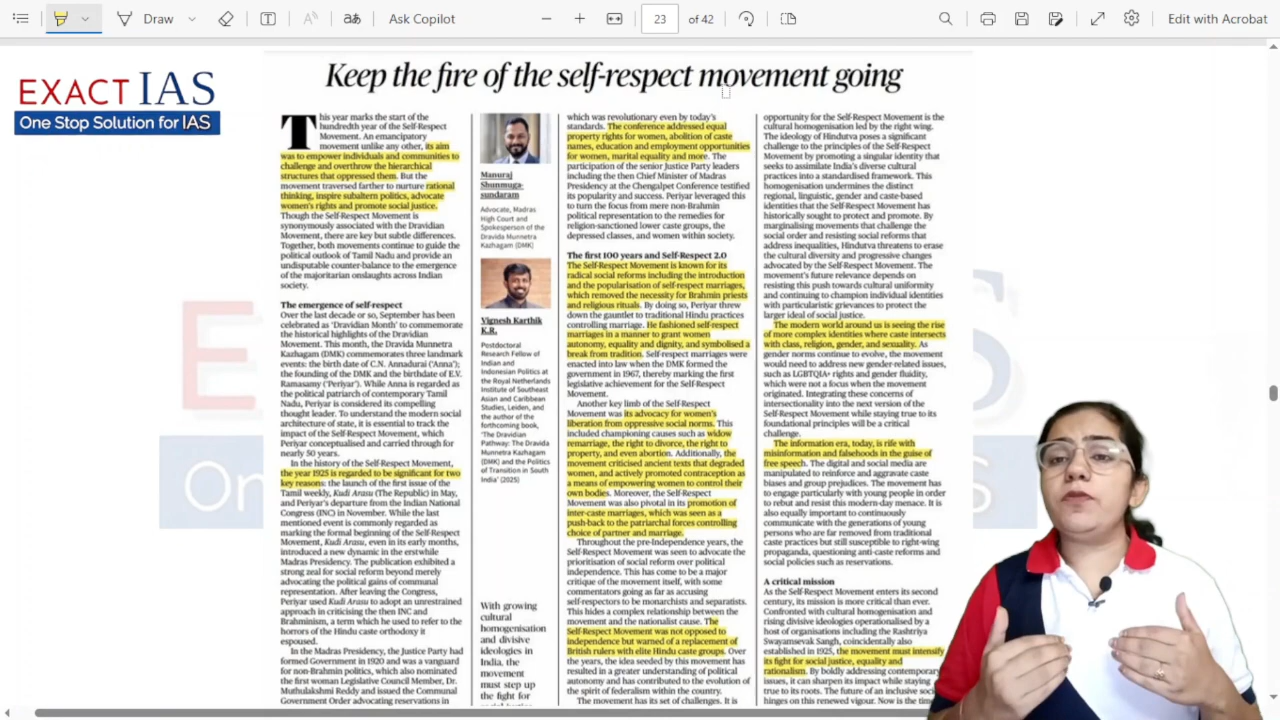 Draw
Ask Copilot
23
of 42
Edit with Acrobat
EXACT IAS
One Stop Solution for IAS
Keep the fire of the self-respect movement going
This year marks the start of the
hundredth year of the Self-Respect
Movement. An emancipatory
movement unlike any other, its aim
was to empower individuals and communities to
challenge and overthrow the hierarchical
structures that oppressed them. But the
movement traversed farther to nurture rational
thinking, inspire subaltern politics, advocate
women's rights and promote social justice.
Though the Self-Respect Movement is
synonymously associated with the Dravidian
Movement, there are key but subtle differences.
Together, both movements continue to guide the
political outlook of Tamil Nadu and provide an
undisputable counter-balance to the emergence
of the majoritarian onslaughts across Indian
society.
The emergence of self-respect
Over the last decade or so, September has been
celebrated as 'Dravidian Month' to commemorate
the historical highlights of the Dravidian
Movement. This month, the Dravida Munnetra
Kazhagam (DMK) commemorates three landmark
events: the birth date of C.N. Annadurai ('Anna');
the founding of the DMK and the birthdate of E.V.
Ramasamy ('Periyar'). While Anna is regarded as
the political patriarch of contemporary Tamil
Nadu, Periyar is considered its compelling
thought leader. To understand the modern social
architecture of state, it is essential to track the
impact of the Self-Respect Movement, which
Periyar conceptualised and carried through for
nearly 50 years.
In the history of the Self-Respect Movement,
the year 1925 is regarded to be significant for two
key reasons: the launch of the first issue of the
Tamil weekly, Kudi Arasu (The Republic) in May,
and Periyar's departure from the Indian National
Congress (INC) in November. While the last
mentioned event is commonly regarded as
marking the formal beginning of the Self-Respect
Movement, Kudi Arasu, even in its early months,
introduced a new dynamic in the erstwhile
Madras Presidency. The publication exhibited a
strong zeal for social reform beyond merely
advocating the political gains of communal
representation. After leaving the Congress,
Periyar used Kudi Arasu to adopt an unrestrained
approach in criticising the then INC and
Brahminism, a term which he used to refer to the
horrors of the Hindu caste orthodoxy it
espoused.
In the Madras Presidency, the Justice Party had
formed Government in 1920 and was a vanguard
for non-Brahmin politics, which also nominated
the first woman Legislative Council Member, Dr.
Muthulakshmi Reddy and issued the Communal
Government Order advocating reservations in
Manuraj
Shunmuga-
sundaram
Advocate, Madras
High Court and
Spokesperson of the
Dravida Munnetra
Kazhagam (DMK)
Vignesh Karthik
K.R.
Postdoctoral
Research Fellow of
Indian and
Indonesian Politics at
the Royal Netherlands
Institute of Southeast
Asian and Caribbean
Studies, Leiden, and
the author of the
forthcoming book,
'The Dravidian
Pathway: The Dravida
Munnetra Kazhagam
(DMK) and the Politics
of Transition in South
India' (2025)
With growing
cultural
homogenisation
and divisive
ideologies in
India, the
movement
must step up
the fight for
which was revolutionary even by today's
standards. The conference addressed equal
property rights for women, abolition of caste
names, education and employment opportunities
for women, marital equality and more. The
participation of the senior Justice Party leaders
including the then Chief Minister of Madras
Presidency at the Chengalpet Conference testified
its popularity and success. Periyar leveraged this
to turn the focus from mere non-Brahmin
political representation to the remedies for
religion-sanctioned lower caste groups, the
depressed classes, and women within society.
The first 100 years and Self-Respect 2.0
The Self-Respect Movement is known for its
radical social reforms including the introduction
and the popularisation of self-respect marriages,
which removed the necessity for Brahmin priests
and religious rituals. By doing so, Periyar threw
down the gauntlet to traditional Hindu practices
controlling marriage. He fashioned self-respect
marriages in a manner to grant women
autonomy, equality and dignity, and symbolised a
break from tradition. Self-respect marriages were
enacted into law when the DMK formed the
government in 1967, thereby marking the first
legislative achievement for the Self-Respect
Movement.
Another key limb of the Self-Respect
Movement was its advocacy for women's
liberation from oppressive social norms. This
included championing causes such as widow
remarriage, the right to divorce, the right to
property, and even abortion. Additionally, the
movement criticised ancient texts that degraded
women, and actively promoted contraception as
a means of empowering women to control their
own bodies. Moreover, the Self-Respect
Movement was also pivotal in its promotion of
inter-caste marriages, which was seen as a
push-back to the patriarchal forces controlling
choice of partner and marriage.
Throughout the pre-Independence years, the
Self-Respect Movement was seen to advocate the
prioritisation of social reform over political
independence. This has come to be a major
critique of the movement itself, with some
commentators going as far as accusing
self-respecters to be monarchists and separatists.
This hides a complex relationship between the
movement and the nationalist cause. The
Self-Respect Movement was not opposed to
independence but warned of a replacement of
British rulers with elite Hindu caste groups. Over
the years, the idea seeded by this movement has
resulted in a greater understanding of political
autonomy and has contributed to the evolution of
the spirit of federalism within the country.
The movement has its set of challenges. It is
opportunity for the Self-Respect Movement is the
cultural homogenisation led by the right wing.
The ideology of Hindutva poses a significant
challenge to the principles of the Self-Respect
Movement by promoting a singular identity that
seeks to assimilate India's diverse cultural
practices into a standardised framework. This
homogenisation undermines the distinct
regional, linguistic, gender and caste-based
identities that the Self-Respect Movement has
historically sought to protect and promote. By
marginalising movements that challenge the
social order and resisting social reforms that
address inequalities, Hindutva threatens to erase
the cultural diversity and progressive changes
advocated by the Self-Respect Movement. The
movement's future relevance depends on
resisting this push towards cultural uniformity
and continuing to champion individual identities
with particularistic grievances to protect the
larger ideal of social justice.
The modern world around us is seeing the rise
of more complex identities where caste intersects
with class, religion, gender, and sexuality. As
gender norms continue to evolve, the movement
would need to address new gender-related issues,
such as LGBTQIA+ rights and gender fluidity,
which were not a focus when the movement
originated. Integrating these concerns of
intersectionality into the next version of the
Self-Respect Movement while staying true to its
foundational principles will be a critical
challenge.
The information era, today, is rife with
misinformation and falsehoods in the guise of
free speech. The digital and social media are
manipulated to reinforce and aggravate caste
biases and group prejudices. The movement has
to engage particularly with young people in order
to rebut and resist this modern-day menace. It is
also equally important to continuously
communicate with the generations of young
persons who are far removed from traditional
caste practices but still susceptible to right-wing
propaganda, questioning anti-caste reforms and
social policies such as reservations.
A critical mission
As the Self-Respect Movement enters its second
century, its mission is more critical than ever.
Confronted with cultural homogenisation and
rising divisive ideologies operationalised by a
host of organisations including the Rashtriya
Swayamsevak Sangh, coincidentally also
established in 1925, the movement must intensify
its fight for social justice, equality and
rationalism. By boldly addressing contemporary
issues, it can sharpen its impact while staying
true to its roots. The future of an inclusive
hinges on this renewed vigour. Now is the